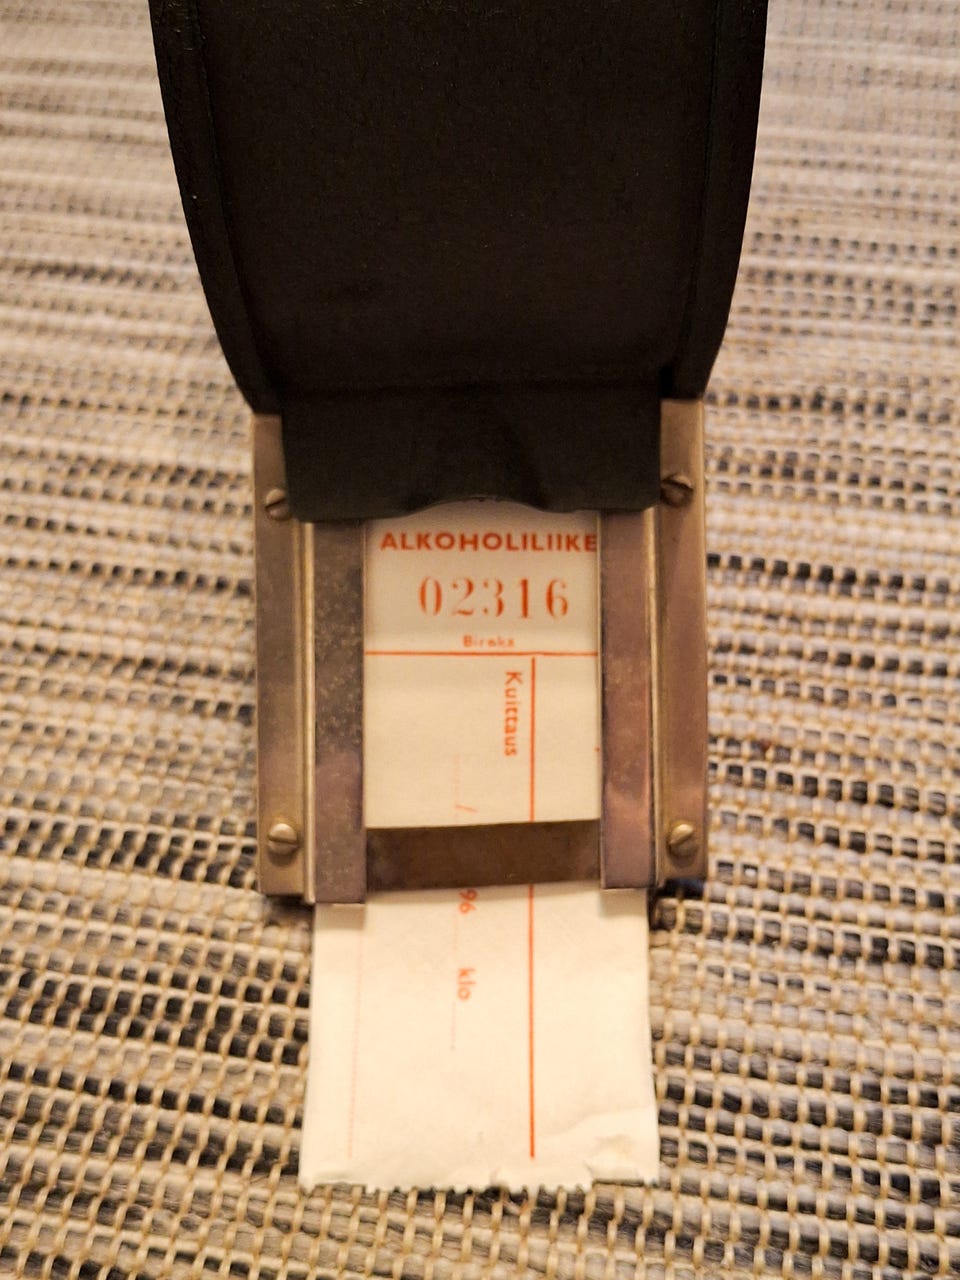 ALKOHOLILIIKE
02316
Biraks
Kuittaus
/
96 klo